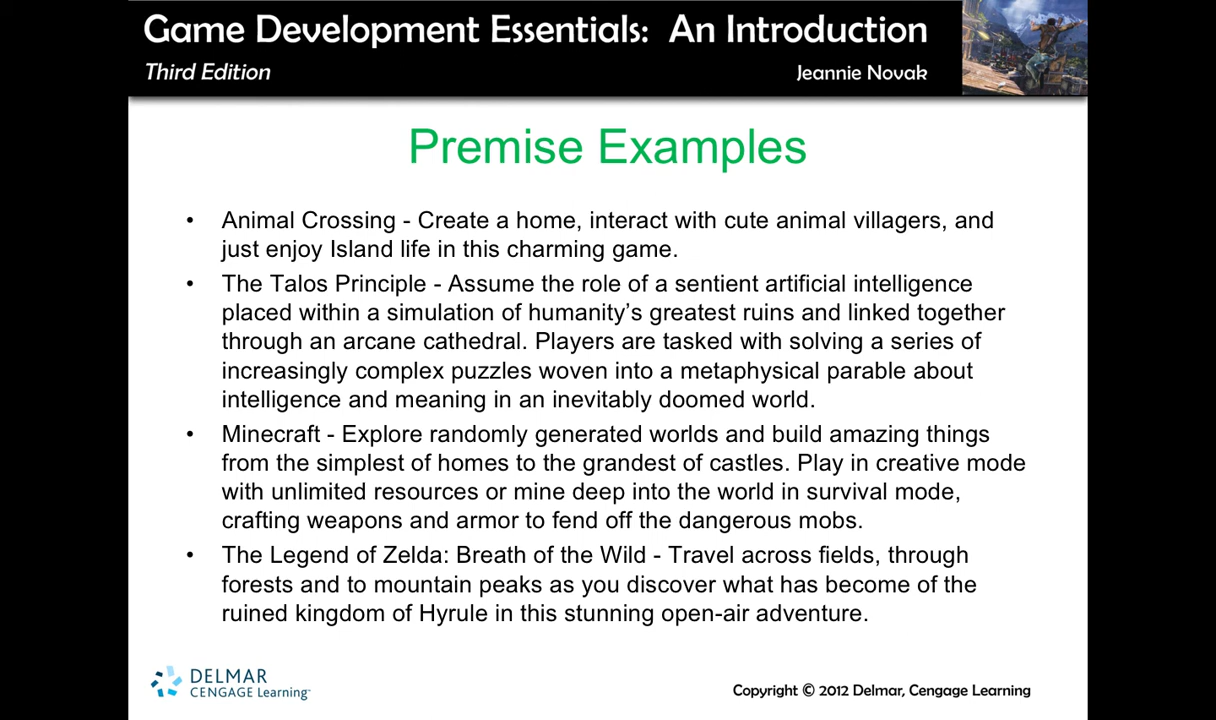 Game Development Essentials: An Introduction
Third Edition
Jeannie Novak
Premise Examples
• Animal Crossing - Create a home, interact with cute animal villagers, and
just enjoy Island life in this charming game.
• The Talos Principle - Assume the role of a sentient artificial intelligence
placed within a simulation of humanity’s greatest ruins and linked together
through an arcane cathedral. Players are tasked with solving a series of
increasingly complex puzzles woven into a metaphysical parable about
intelligence and meaning in an inevitably doomed world.
• Minecraft - Explore randomly generated worlds and build amazing things
from the simplest of homes to the grandest of castles. Play in creative mode
with unlimited resources or mine deep into the world in survival mode,
crafting weapons and armor to fend off the dangerous mobs.
• The Legend of Zelda: Breath of the Wild - Travel across fields, through
forests and to mountain peaks as you discover what has become of the
ruined kingdom of Hyrule in this stunning open-air adventure.
DELMAR
CENGAGE Learning
Copyright © 2012 Delmar, Cengage Learning